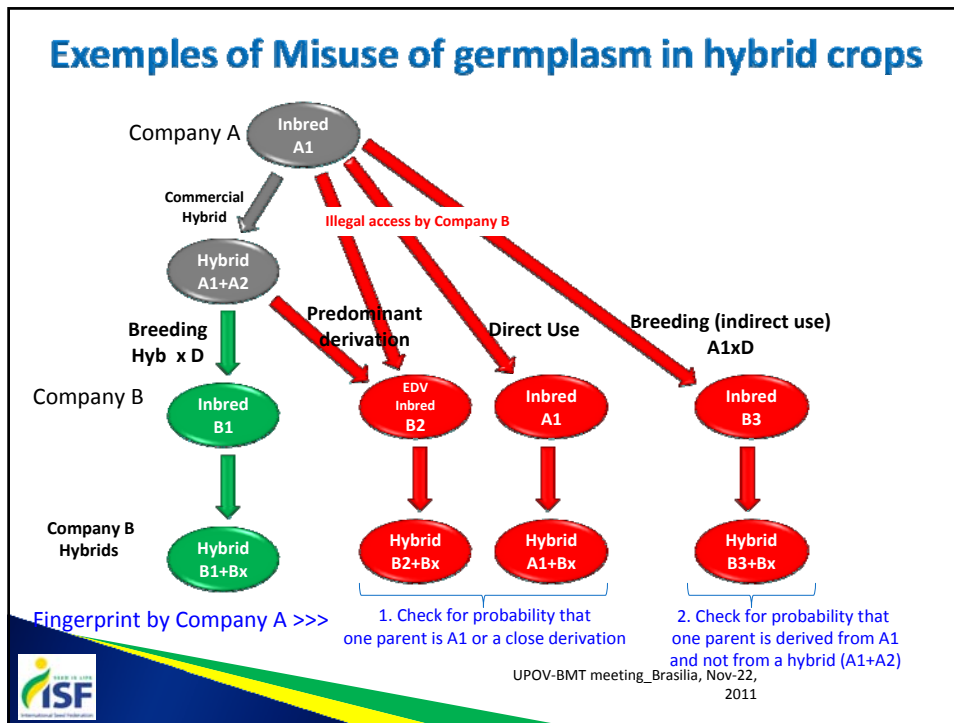 Exemples of Misuse of germplasm in hybrid crops
Company A
Inbred
A1
Commercial
Hybrid
Illegal access by Company B
Hybrid
A1+A2
Breeding
Hyb x D
Predominant
derivation
Direct Use
Breeding (indirect use)
A1xD
Company B
Inbred
B1
EDV
Inbred
B2
Inbred
A1
Inbred
B3
Company B
Hybrids
Hybrid
B1+Bx
Hybrid
B2+Bx
Hybrid
A1+Bx
Hybrid
B3+Bx
Fingerprint by Company A >>>
1. Check for probability that
one parent is A1 or a close derivation
2. Check for probability that
one parent is derived from A1
and not from a hybrid (A1+A2)
UPOV-BMT meeting_Brasilia, Nov-22,
2011
SEED IS LIFE
ISF
International Seed Federation